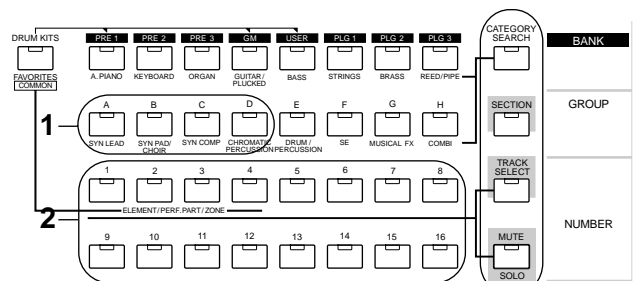 DRUM KITS
PRE 1 PRE 2 PRE 3 GM USER PLG 1 PLG 2 PLG 3
CATEGORY
SEARCH
BANK
FAVORITES
COMMON
A. PIANO KEYBOARD ORGAN GUITAR/
PLUCKED BASS STRINGS BRASS REED/PIPE
A B C D E F G H
SECTION
GROUP
1
SYN LEAD SYN PAD/
CHOIR SYN COMP CHROMATIC
PERCUSSION DRUM/
PERCUSSION SE MUSICAL FX COMBI
1 2 3 4 5 6 7 8
TRACK
SELECT
2
ELEMENT/PERF.PART/ZONE
NUMBER
9 10 11 12 13 14 15 16
MUTE
SOLO